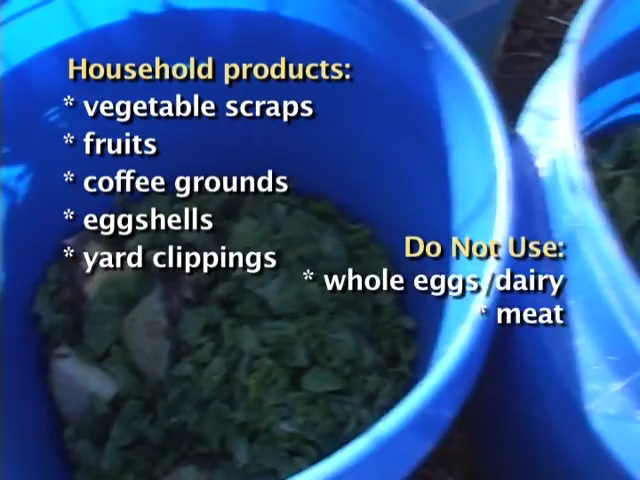 Household products:
* vegetable scraps
* fruits
* coffee grounds
* eggshells
* yard clippings
Do Not Use:
* whole eggs/dairy
* meat